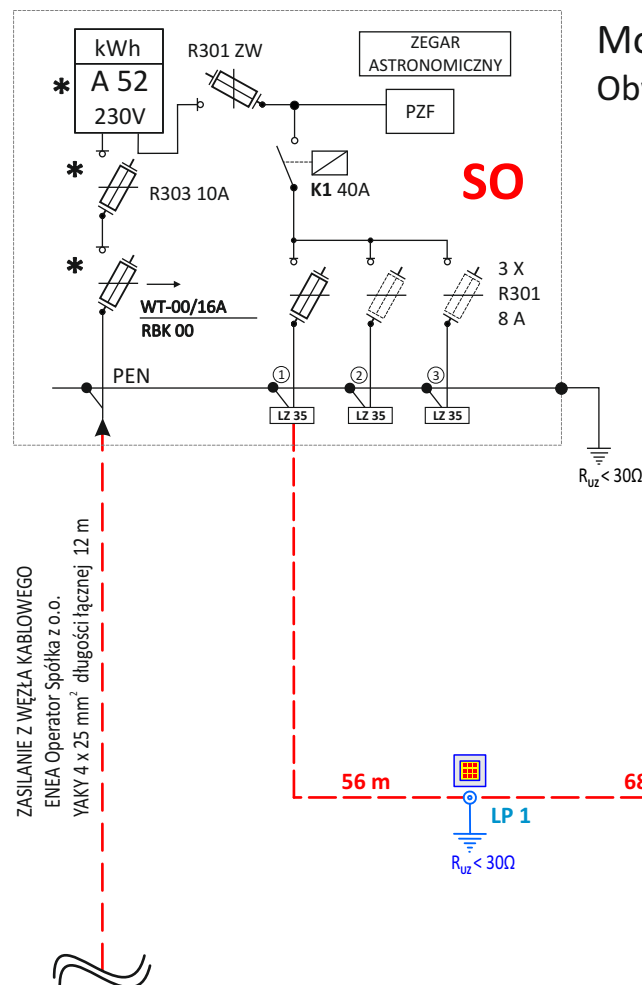 kWh
A 52
230V
*
R301 ZW
ZEGAR
ASTRONOMICZNY
PZF
*
R303 10A
K1 40A
SO
*
WT-00/16A
RBK 00
3 X
R301
8 A
PEN
1
2
3
LZ 35
LZ 35
LZ 35
Ruz< 30Ω
ZASILANIE Z WĘZŁA KABLOWEGO
ENEA Operator Spółka z o.o.
YAKY 4 x 25 mm² długości łącznej 12 m
56 m
68
LP 1
Ruz< 30Ω